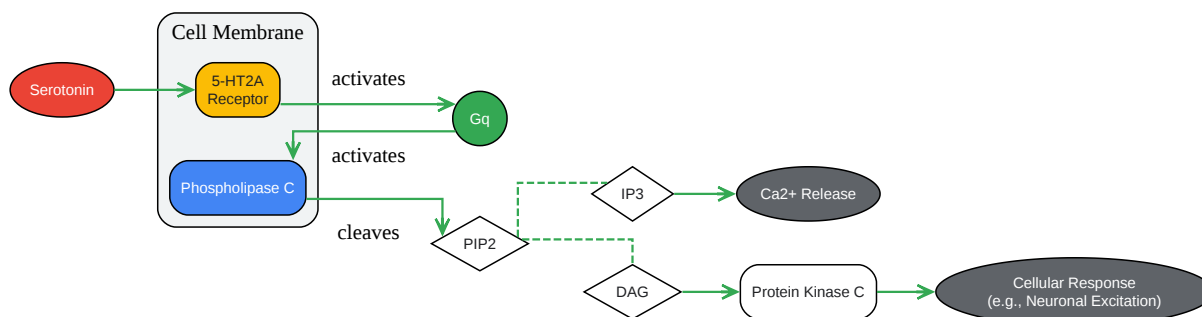 Cell Membrane
Serotonin
5-HT2A
Receptor
activates
Gq
activates
Phospholipase C
cleaves
PIP2
IP3
Ca2+ Release
DAG
Protein Kinase C
Cellular Response
(e.g., Neuronal Excitation)